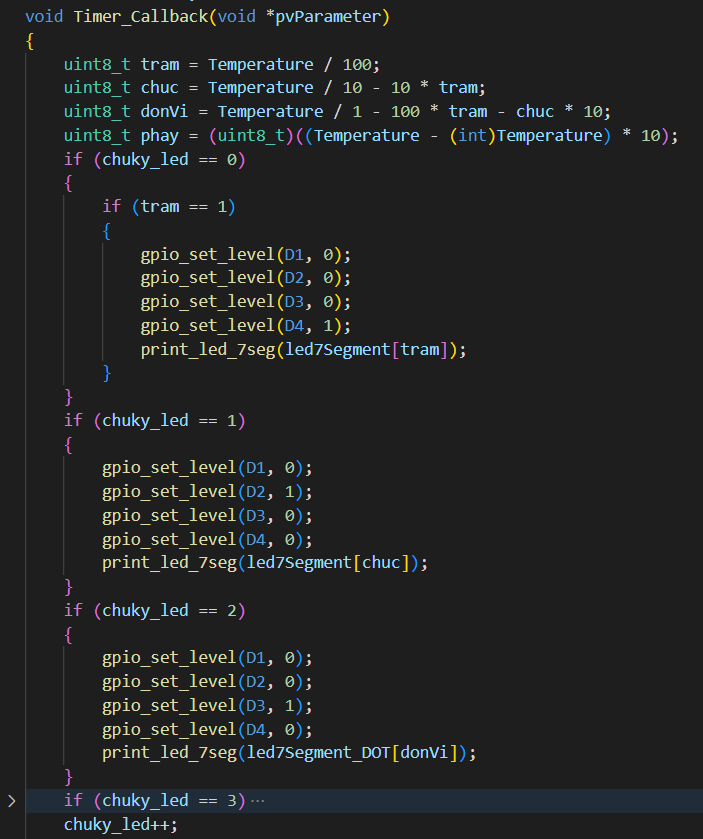 void Timer_Callback(void *pvParameter)
{
    uint8_t tram = Temperature / 100;
    uint8_t chuc = Temperature / 10 - 10 * tram;
    uint8_t donVi = Temperature / 1 - 100 * tram - chuc * 10;
    uint8_t phay = (uint8_t)((Temperature - (int)Temperature) * 10);
    if (chuky_led == 0)
    {
        if (tram == 1)
        {
            gpio_set_level(D1, 0);
            gpio_set_level(D2, 0);
            gpio_set_level(D3, 0);
            gpio_set_level(D4, 1);
            print_led_7seg(led7Segment[tram]);
        }
    }
    if (chuky_led == 1)
    {
        gpio_set_level(D1, 0);
        gpio_set_level(D2, 1);
        gpio_set_level(D3, 0);
        gpio_set_level(D4, 0);
        print_led_7seg(led7Segment[chuc]);
    }
    if (chuky_led == 2)
    {
        gpio_set_level(D1, 0);
        gpio_set_level(D2, 0);
        gpio_set_level(D3, 1);
        gpio_set_level(D4, 0);
        print_led_7seg(led7Segment_DOT[donVi]);
    }
    if (chuky_led == 3)···
    chuky_led++;